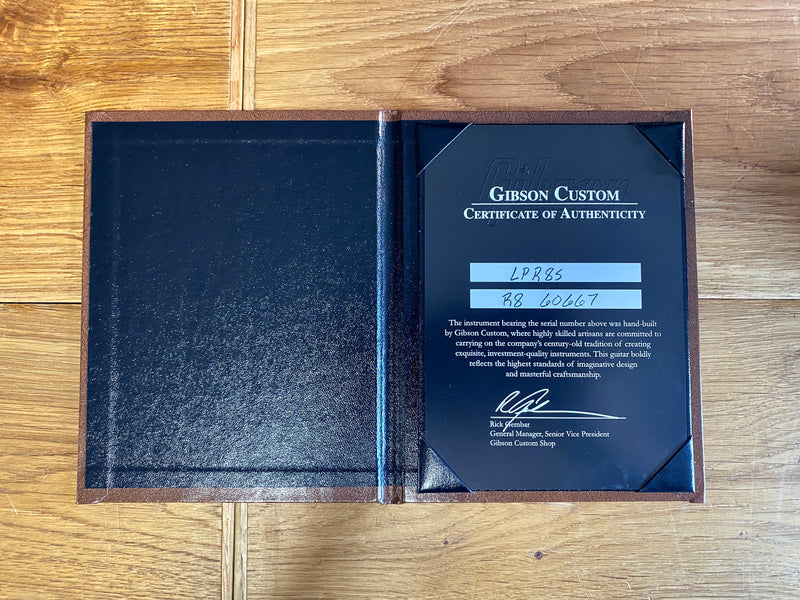 Gibson
GIBSON CUSTOM
CERTIFICATE OF AUTHENTICITY
LPR8S
R8 60667
The instrument bearing the serial number above was hand-built
by Gibson Custom, where highly skilled artisans are committed to
carrying on the company's century-old tradition of creating
exquisite, investment-quality instruments. This guitar boldly
reflects the highest standards of imaginative design
and masterful craftsmanship.
Rick Gembar
General Manager, Senior Vice President
Gibson Custom Shop